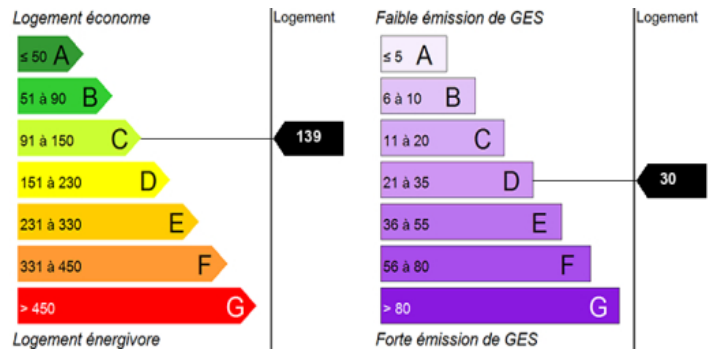 Logement économe
Logement
≤ 50 A
51 à 90 B
91 à 150 C
139
151 à 230 D
231 à 330 E
331 à 450 F
> 450 G
Logement énergivore
Faible émission de GES
Logement
≤ 5 A
6 à 10 B
11 à 20 C
21 à 35 D
30
36 à 55 E
56 à 80 F
> 80 G
Forte émission de GES